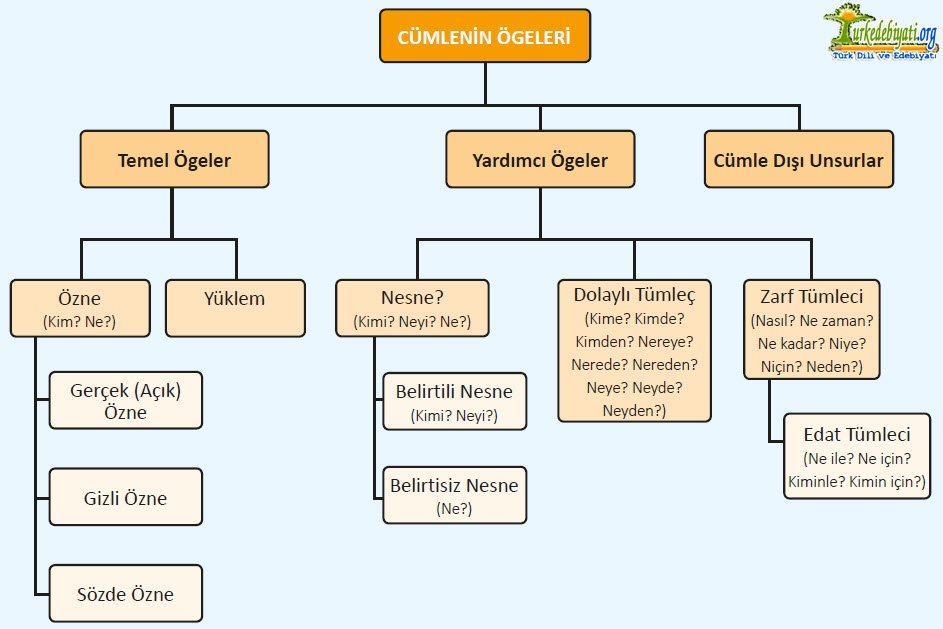 CÜMLENİN ÖGELERİ
Turkedebiyati.org
Türk Dili ve Edebiyatı
Temel Ögeler
Yardımcı Ögeler
Cümle Dışı Unsurlar
Özne
(Kim? Ne?)
Yüklem
Nesne?
(Kimi? Neyi? Ne?)
Dolaylı Tümleç
(Kime? Kimde?
Kimden? Nereye?
Nerede? Nereden?
Neye? Neyde?
Neyden?)
Zarf Tümleci
(Nasıl? Ne zaman?
Ne kadar? Niye?
Niçin? Neden?)
Gerçek (Açık)
Özne
Gizli Özne
Sözde Özne
Belirtili Nesne
(Kimi? Neyi?)
Belirtisiz Nesne
(Ne?)
Edat Tümleci
(Ne ile? Ne için?
Kiminle? Kimin için?)